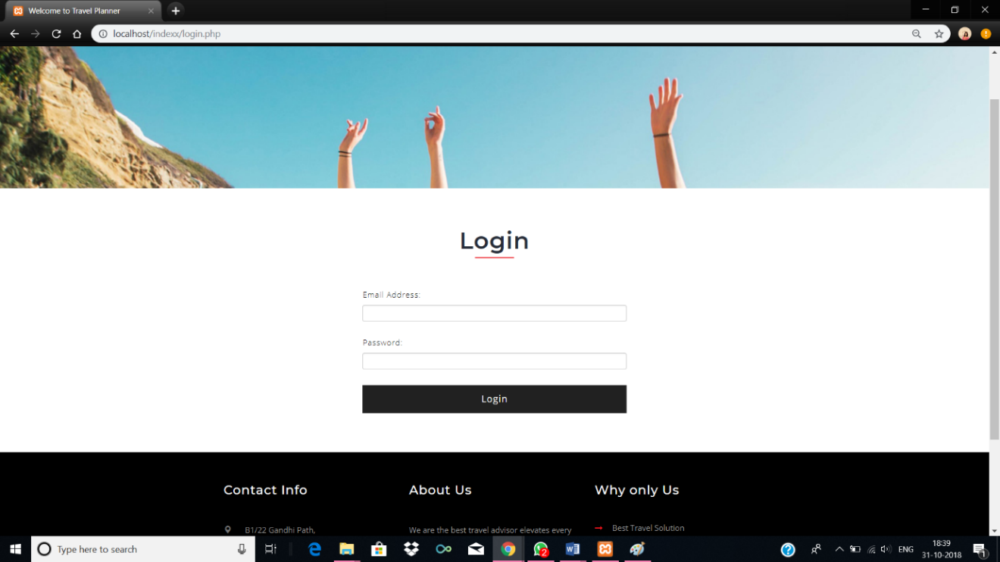 Welcome to Travel Planner
localhost/indexx/login.php
Login
Email Address:
Password:
Login
Contact Info
About Us
Why only Us
B1/22 Gandhi Path,
We are the best travel advisor elevates every
Best Travel Solution
Type here to search
2
ENG
18:39
31-10-2018
1